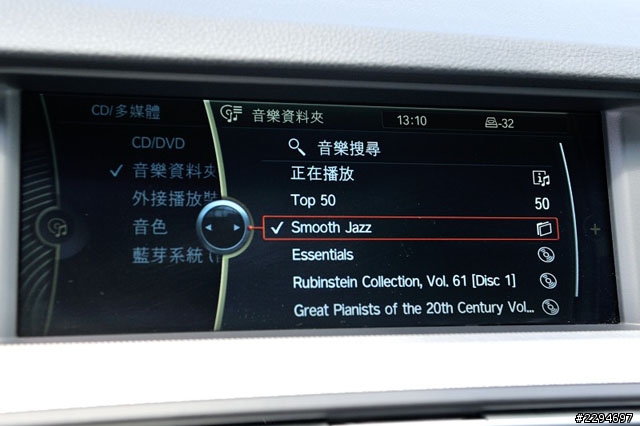 CD/多媒體
音樂資料夾
13:10
-32
CD/DVD
音樂資料夾
外接播放
音色
藍芽系統 (
音樂搜尋
正在播放
Top 50
50
Smooth Jazz
Essentials
Rubinstein Collection, Vol. 61 [Disc 1]
Great Pianists of the 20th Century Vol...
#2294697